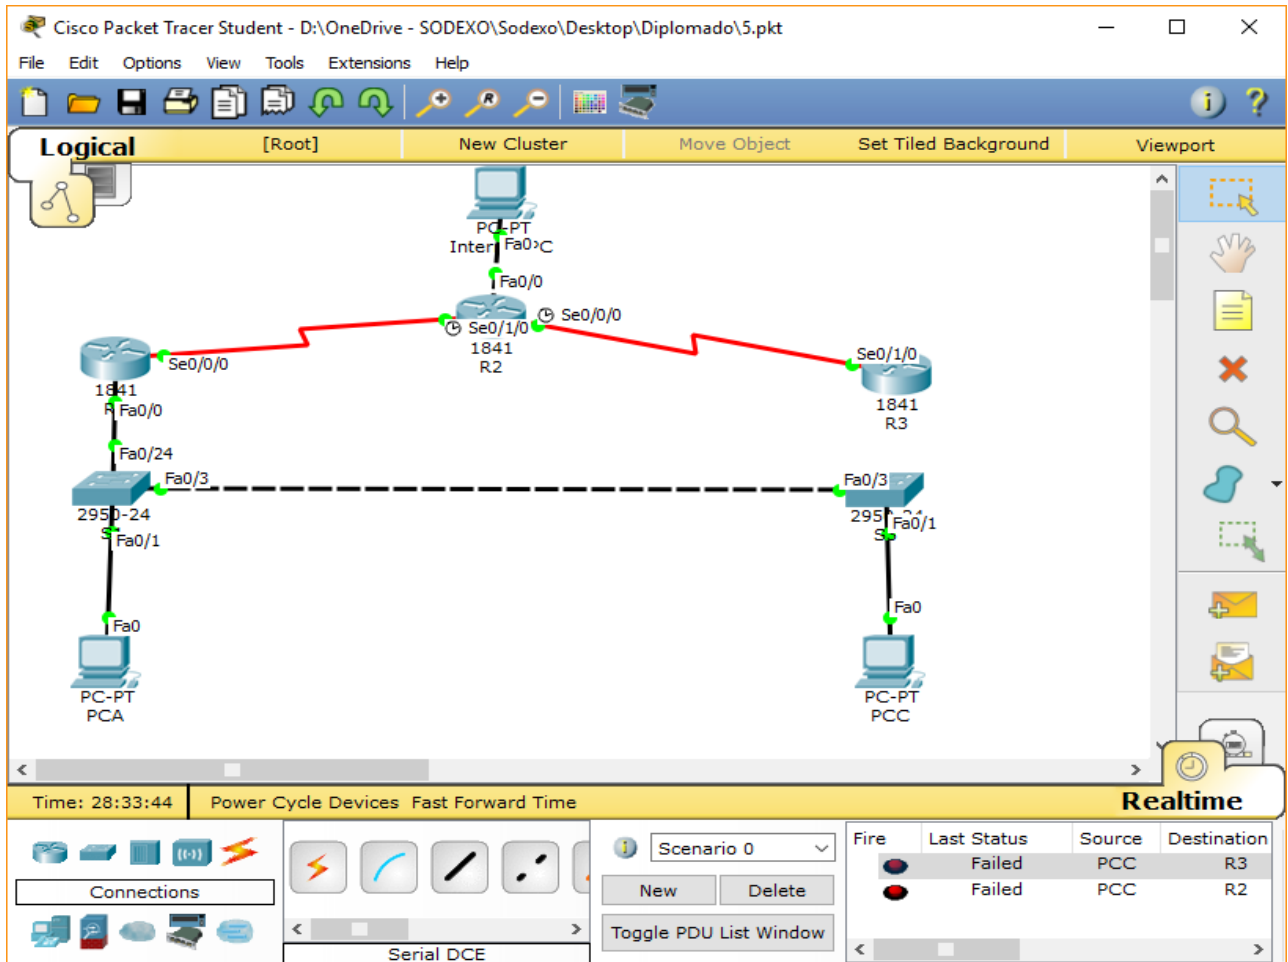 Cisco Packet Tracer Student - D:\OneDrive - SODEXO\Sodexo\Desktop\Diplomado\5.pkt
File Edit Options View Tools Extensions Help
Logical [Root] New Cluster Move Object Set Tiled Background Viewport
PC-PT
Fa0
Fa0/0
Se0/0/0
Se0/1/0
1841
R2
Se0/0/0
1841
Fa0/0
Se0/1/0
1841
R3
Fa0/24
Fa0/3
2950-24
Fa0/1
Fa0/3
Fa0/1
Fa0
PC-PT
PCA
Fa0
PC-PT
PCC
Time: 28:33:44 Power Cycle Devices Fast Forward Time Realtime
Connections
Serial DCE
Scenario 0
New Delete
Toggle PDU List Window
Fire Last Status Source Destination
Failed PCC R3
Failed PCC R2